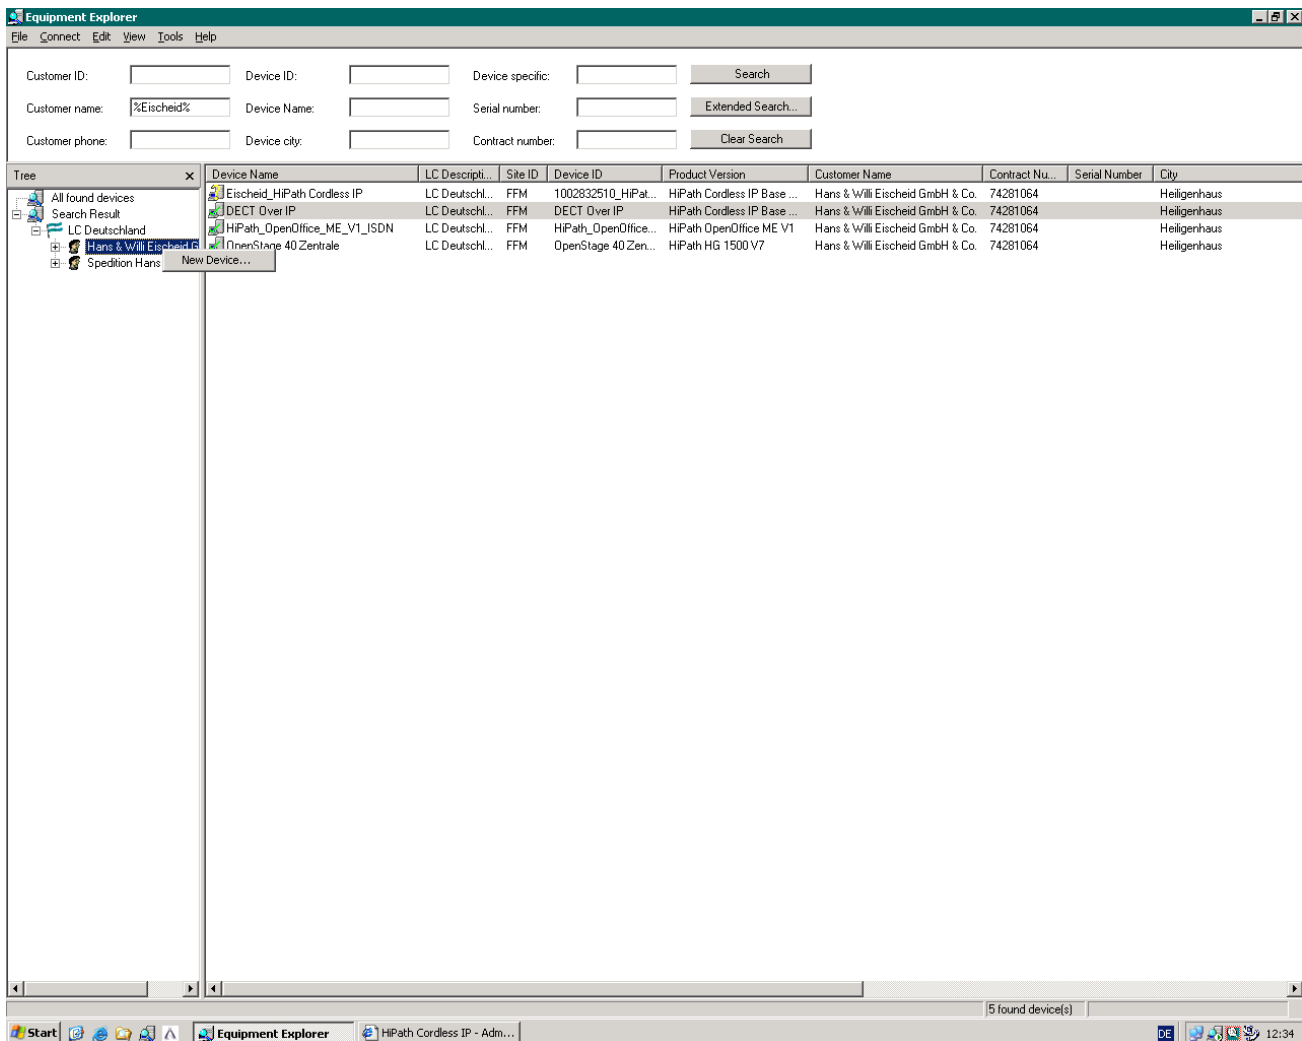 Equipment Explorer
File Connect Edit View Tools Help
Customer ID: Device ID: Device specific: Search
Customer name: %Eischeid% Device Name: Serial number: Extended Search...
Customer phone: Device city: Contract number: Clear Search
Tree x Device Name LC Descripti... Site ID Device ID Product Version Customer Name Contract Nu... Serial Number City
All found devices Eischeid_HiPath Cordless IP LC Deutschl... FFM 1002832510_HiPat... HiPath Cordless IP Base ... Hans & Willi Eischeid GmbH & Co. 74281064 Heiligenhaus
Search Result DECT Over IP LC Deutschl... FFM DECT Over IP HiPath Cordless IP Base ... Hans & Willi Eischeid GmbH & Co. 74281064 Heiligenhaus
LC Deutschland HiPath_OpenOffice_ME_V1_ISDN LC Deutschl... FFM HiPath_OpenOffice... HiPath OpenOffice ME V1 Hans & Willi Eischeid GmbH & Co. 74281064 Heiligenhaus
Hans & Willi Eischeid G OpenStage 40 Zentrale LC Deutschl... FFM OpenStage 40 Zen... HiPath HG 1500 V7 Hans & Willi Eischeid GmbH & Co. 74281064 Heiligenhaus
Spedition Hans New Device...
5 found device(s)
Start Equipment Explorer HiPath Cordless IP - Adm... DE 12:34